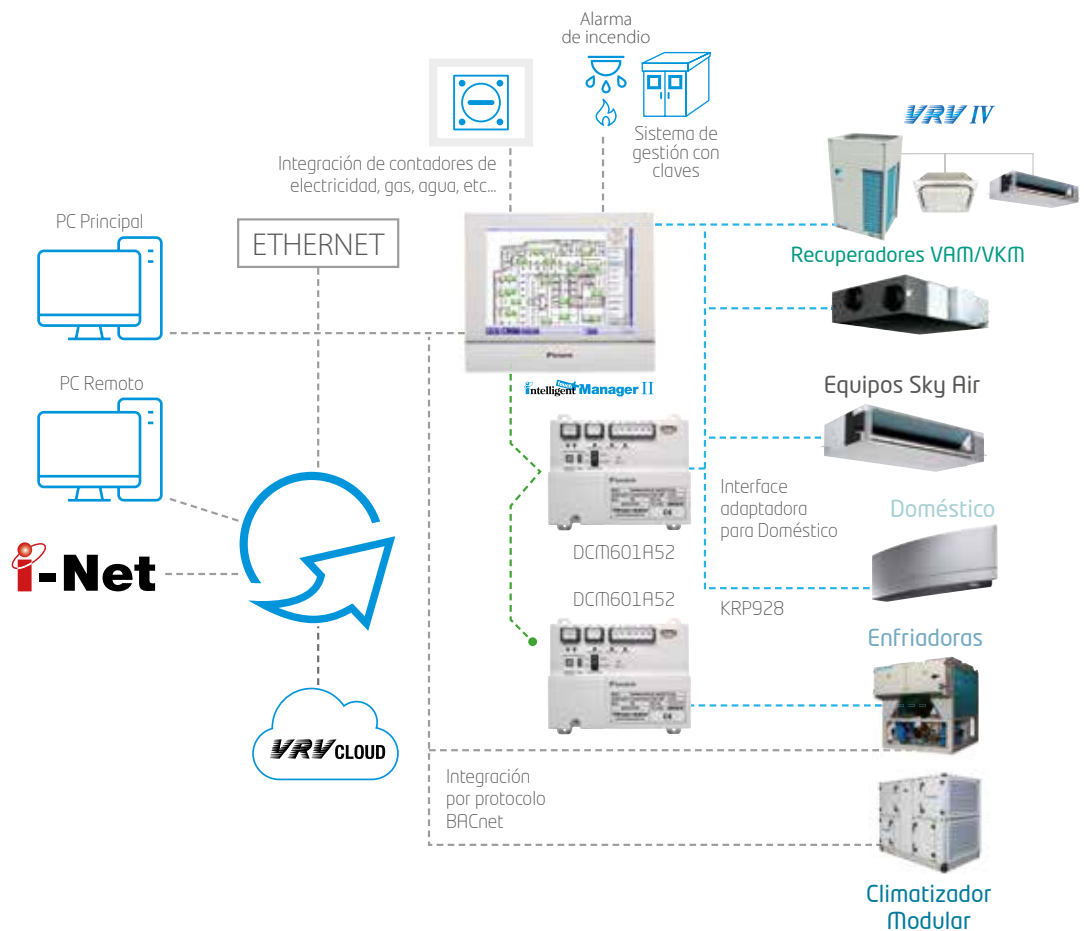 Alarma
de incendio
Sistema de
gestión con
claves
Integración de contadores de
electricidad, gas, agua, etc...
VRV IV
PC Principal
ETHERNET
Recuperadores VAM/VKM
DAIKIN
intelligent touch Manager II
PC Remoto
Equipos Sky Air
Interface
adaptadora
para Doméstico
Doméstico
DCM601A52
i-Net
DCM601A52
KRP928
Enfriadoras
VRV CLOUD
Integración
por protocolo
BACnet
Climatizador
Modular